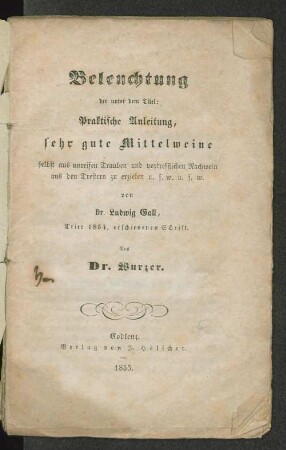 Beleuchtung
der unter dem Titel:
Praktische Anleitung,
sehr gute Mittelweine
selbst aus unreifen Trauben und vortrefflichen Nachwein
aus den Trestern zu erzielen u. s. w. u. s. w.
von
Dr. Ludwig Gall,
Trier 1854, erschienenen Schrift.
Von
Dr. Wurzer.
Coblenz.
Verlag von J. Hölscher.
1855.